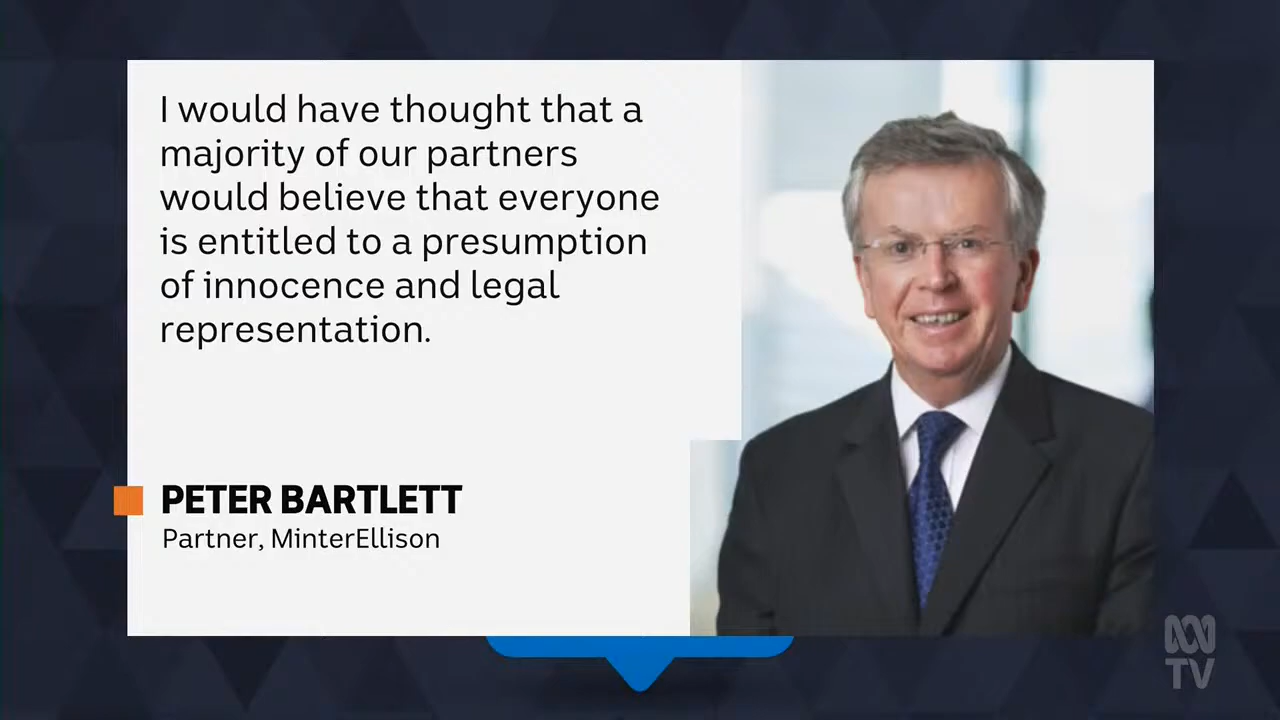 I would have thought that a
majority of our partners
would believe that everyone
is entitled to a presumption
of innocence and legal
representation.
PETER BARTLETT
Partner, MinterEllison
TV